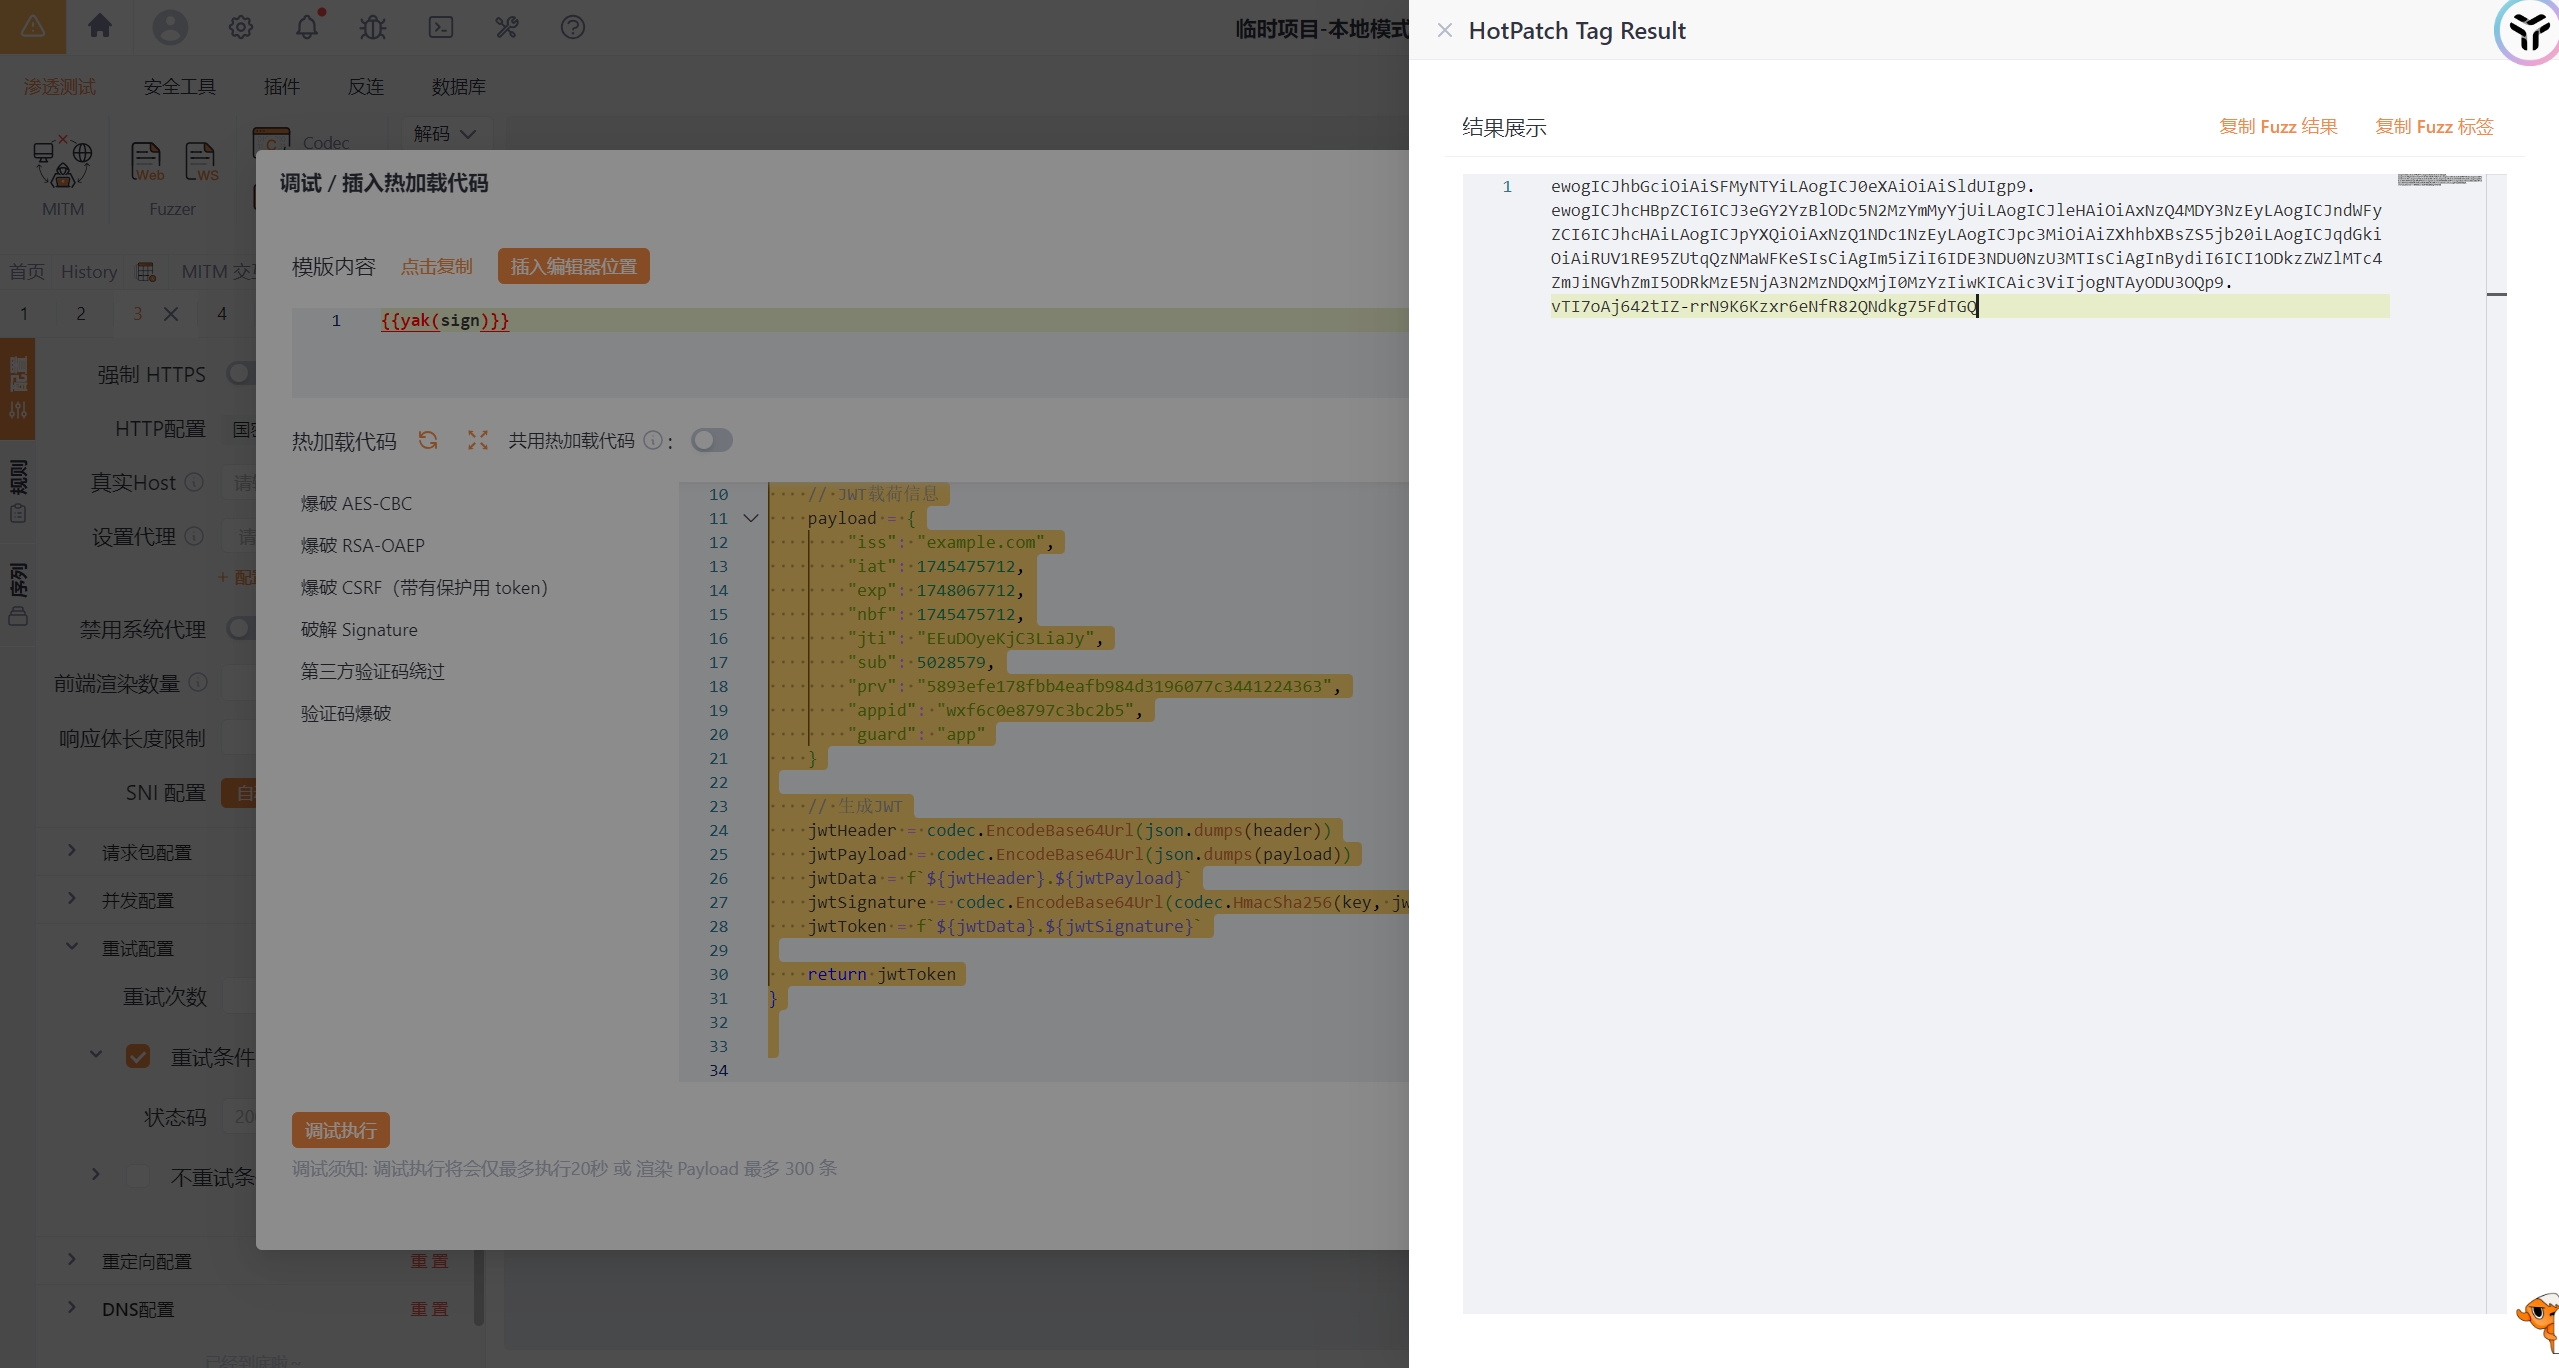 临时项目-本地模式
渗透测试 安全工具 插件 反连 数据库
MITM
Web
WS
Fuzzer
Codec
解码
首页 History MITM
1 2 3 4
配置
规则
序列
强制 HTTPS
HTTP配置
真实Host
设置代理
禁用系统代理
前端渲染数量
响应体长度限制
SNI 配置
请求包配置
并发配置
重试配置
重试次数
重试条件
状态码
重定向配置 重置
DNS配置 重置
调试 / 插入热加载代码
模版内容 点击复制 插入编辑器位置
1 {{yak(sign)}}
热加载代码 共用热加载代码 :
爆破 AES-CBC
爆破 RSA-OAEP
爆破 CSRF（带有保护用 token）
破解 Signature
第三方验证码绕过
验证码爆破
10 // JWT载荷信息
11 payload = {
12 "iss": "example.com",
13 "iat": 1745475712,
14 "exp": 1748067712,
15 "nbf": 1745475712,
16 "jti": "EEuDOyeKjC3LiaJy",
17 "sub": 5028579,
18 "prv": "5893efe178fbb4eafb984d3196077c3441224363",
19 "appid": "wxf6c0e8797c3bc2b5",
20 "guard": "app"
21 }
22
23 // 生成JWT
24 jwtHeader = codec.EncodeBase64Url(json.dumps(header))
25 jwtPayload = codec.EncodeBase64Url(json.dumps(payload))
26 jwtData = f`${jwtHeader}.${jwtPayload}`
27 jwtSignature = codec.EncodeBase64Url(codec.HmacSha256(key, jw
28 jwtToken = f`${jwtData}.${jwtSignature}`
29
30 return jwtToken
31 }
32
33
34
调试执行
调试须知: 调试执行将会仅最多执行20秒 或 渲染 Payload 最多 300 条
HotPatch Tag Result
结果展示 复制 Fuzz 结果 复制 Fuzz 标签
1 ewogICJhbGciOiAiSFMyNTYiLAogICJ0eXAiOiAiSldUIgp9.
ewogICJhcHBpZCI6ICJ3eGY2YzBlODc5N2MzYmMyYjUiLAogICJleHAiOiAxNzQ4MDY3NzEyLAogICJndWFy
ZCI6ICJhcHAiLAogICJpYXQiOiAxNzQ1NDc1NzEyLAogICJpc3MiOiAiZXhhbXBsZS5jb20iLAogICJqdGki
OiAiRUV1RE95ZUtqQzNMaWFKeSIsCiAgIm5iZiI6IDE3NDU0NzU3MTIsCiAgInBydiI6ICI1ODkzZWZlMTc4
ZmJiNGVhZmI5ODRkMzE5NjA3N2MzNDQxMjI0MzYzIiwKICAic3ViIjogNTAyODU3OQp9.
vTI7oAj642tIZ-rrN9K6Kzxr6eNfR82QNdkg75FdTGQ